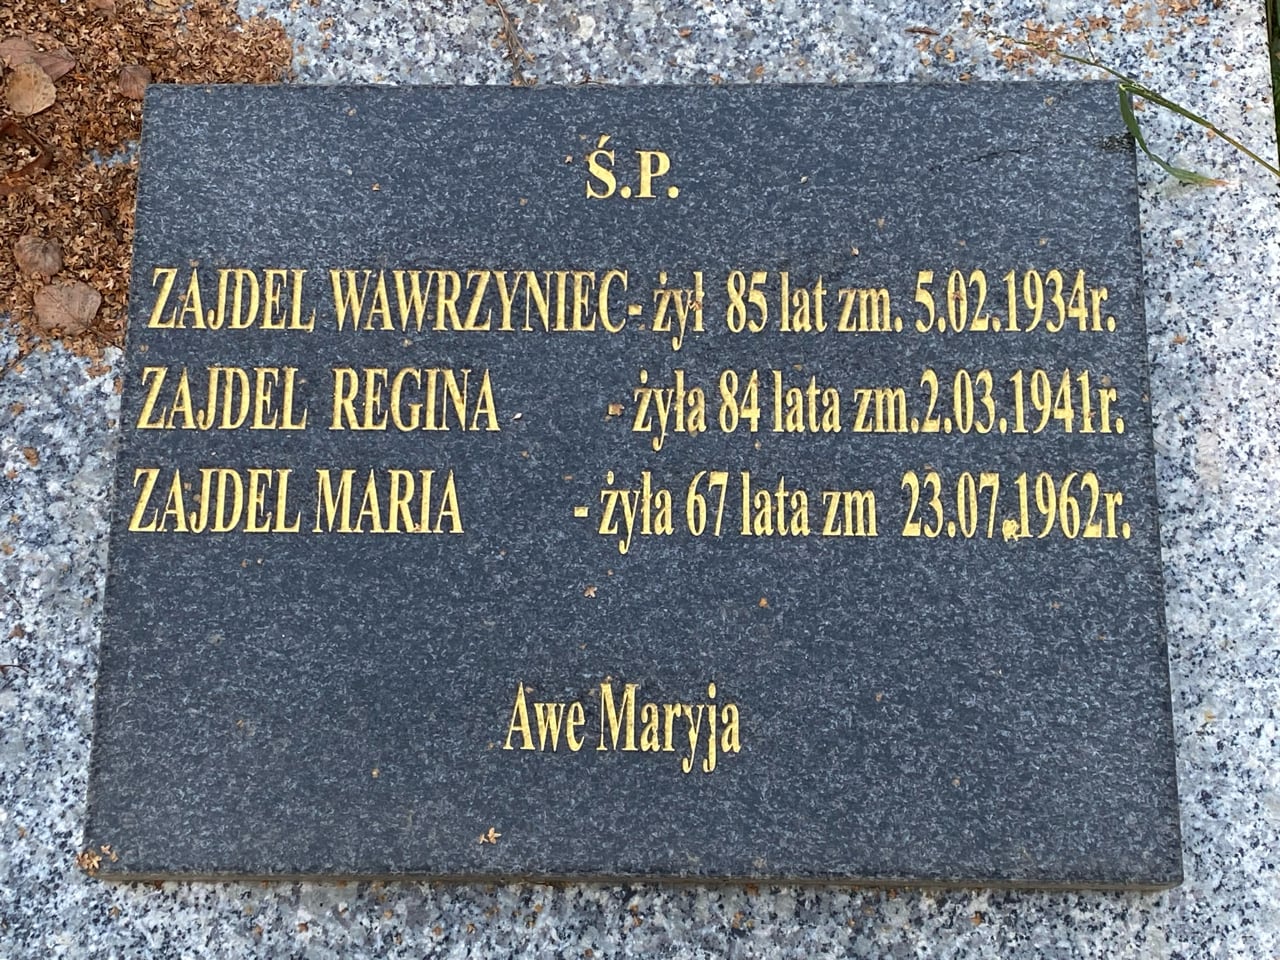 Ś.P.
ZAJDEL WAWRZYNIEC - żył 85 lat zm. 5.02.1934r.
ZAJDEL REGINA - żyła 84 lata zm.2.03.1941r.
ZAJDEL MARIA - żyła 67 lata zm 23.07.1962r.
Awe Maryja